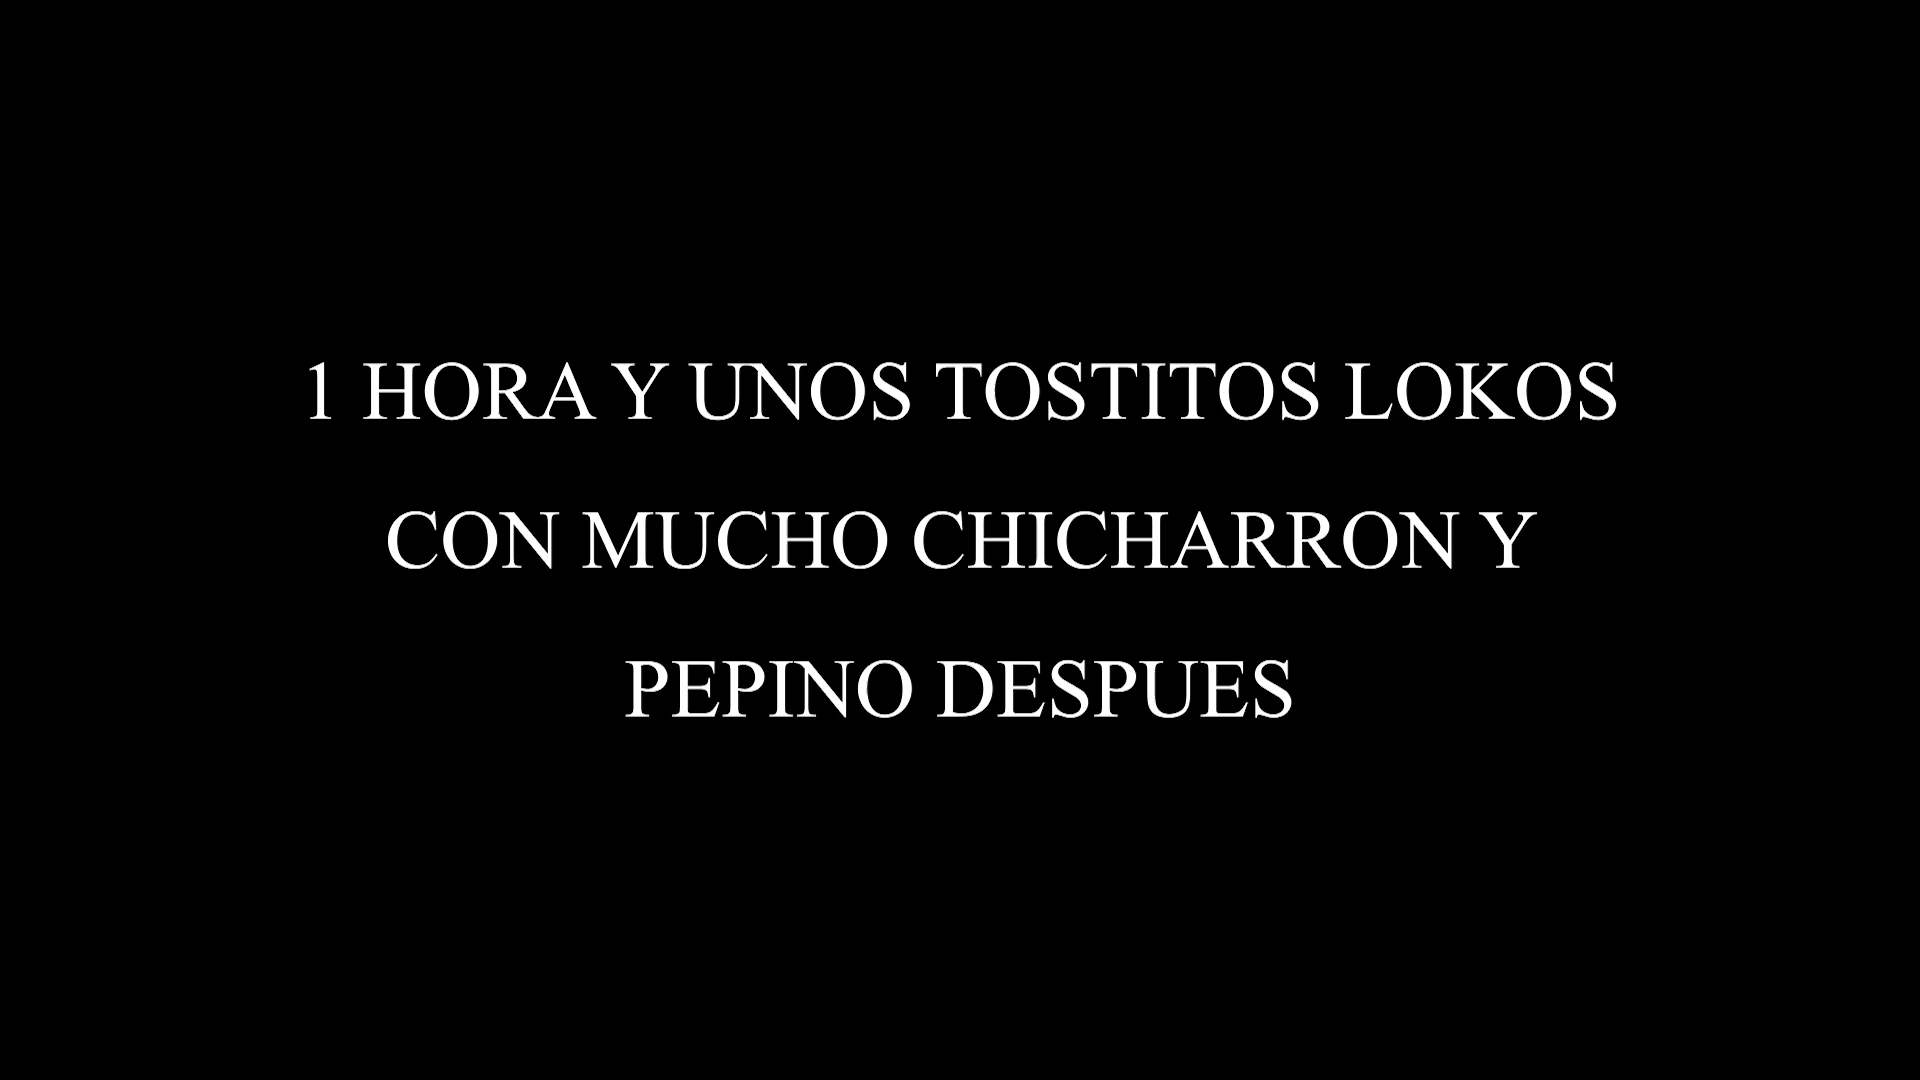 1 HORA Y UNOS TOSTITOS LOKOS
CON MUCHO CHICHARRON Y
PEPINO DESPUES